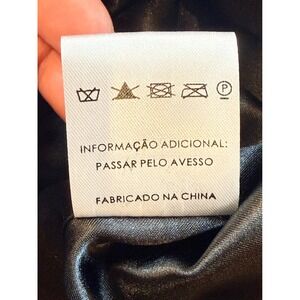 P
INFORMAÇÃO ADICIONAL:
PASSAR PELO AVESSO
FABRICADO NA CHINA